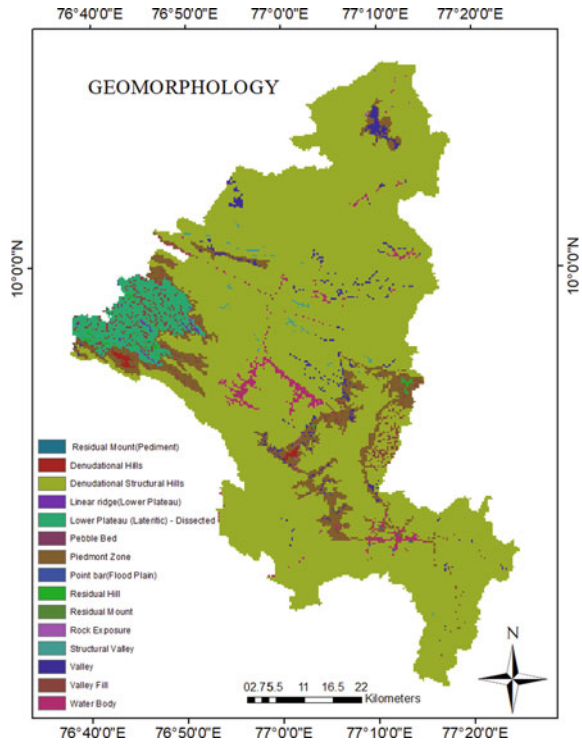 76°40'0"E 76°50'0"E 77°0'0"E 77°10'0"E 77°20'0"E
GEOMORPHOLOGY
10°0'0"N 10°0'0"N
Residual Mount(Pediment)
Denudational Hills
Denudational Structural Hills
Linear ridge(Lower Plateau)
Lower Plateau (Lateritic) - Dissected
Pebble Bed
Piedmont Zone
Point bar(Flood Plain)
Residual Hill
Residual Mount
Rock Exposure
Structural Valley
Valley
Valley Fill
Water Body
N
02.755.5 11 16.5 22
Kilometers
76°40'0"E 76°50'0"E 77°0'0"E 77°10'0"E 77°20'0"E